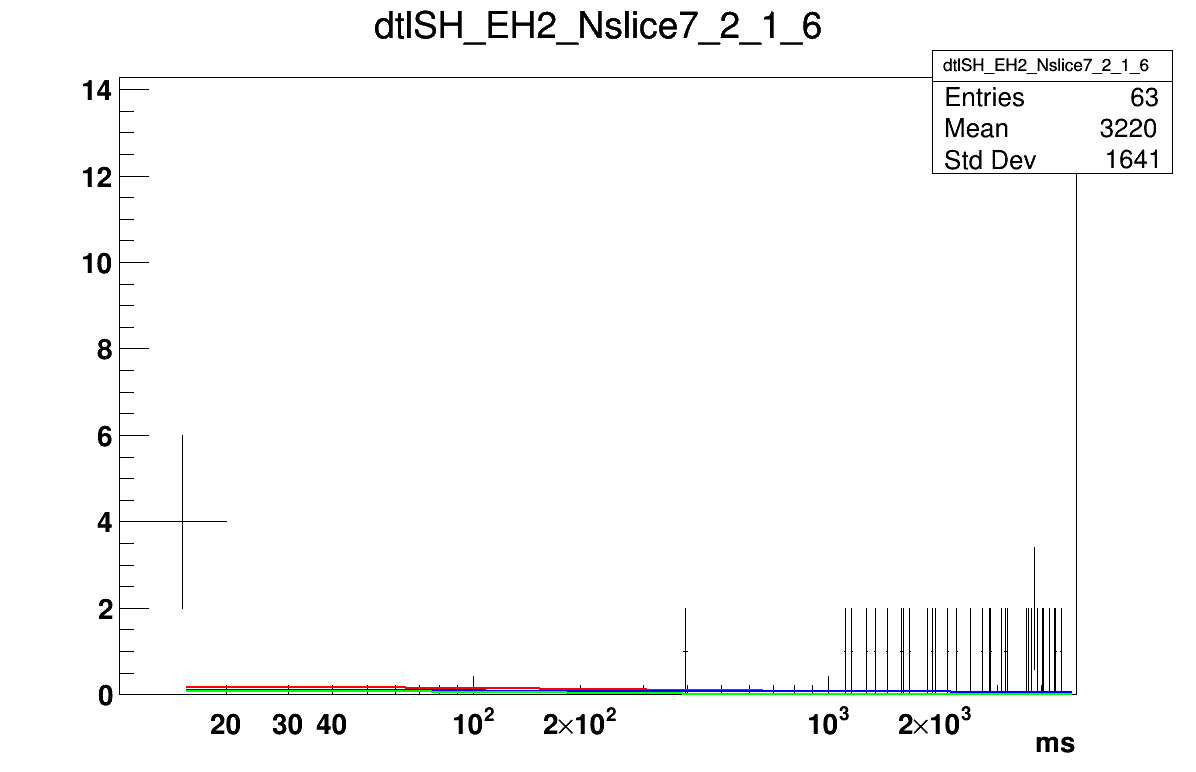 dtISH_EH2_Nslice7_2_1_6
dtISH_EH2_Nslice7_2_1_6
Entries 63
Mean 3220
Std Dev 1641
14
12
10
8
6
4
2
0
20 30 40 10² 2×10² 10³ 2×10³
ms